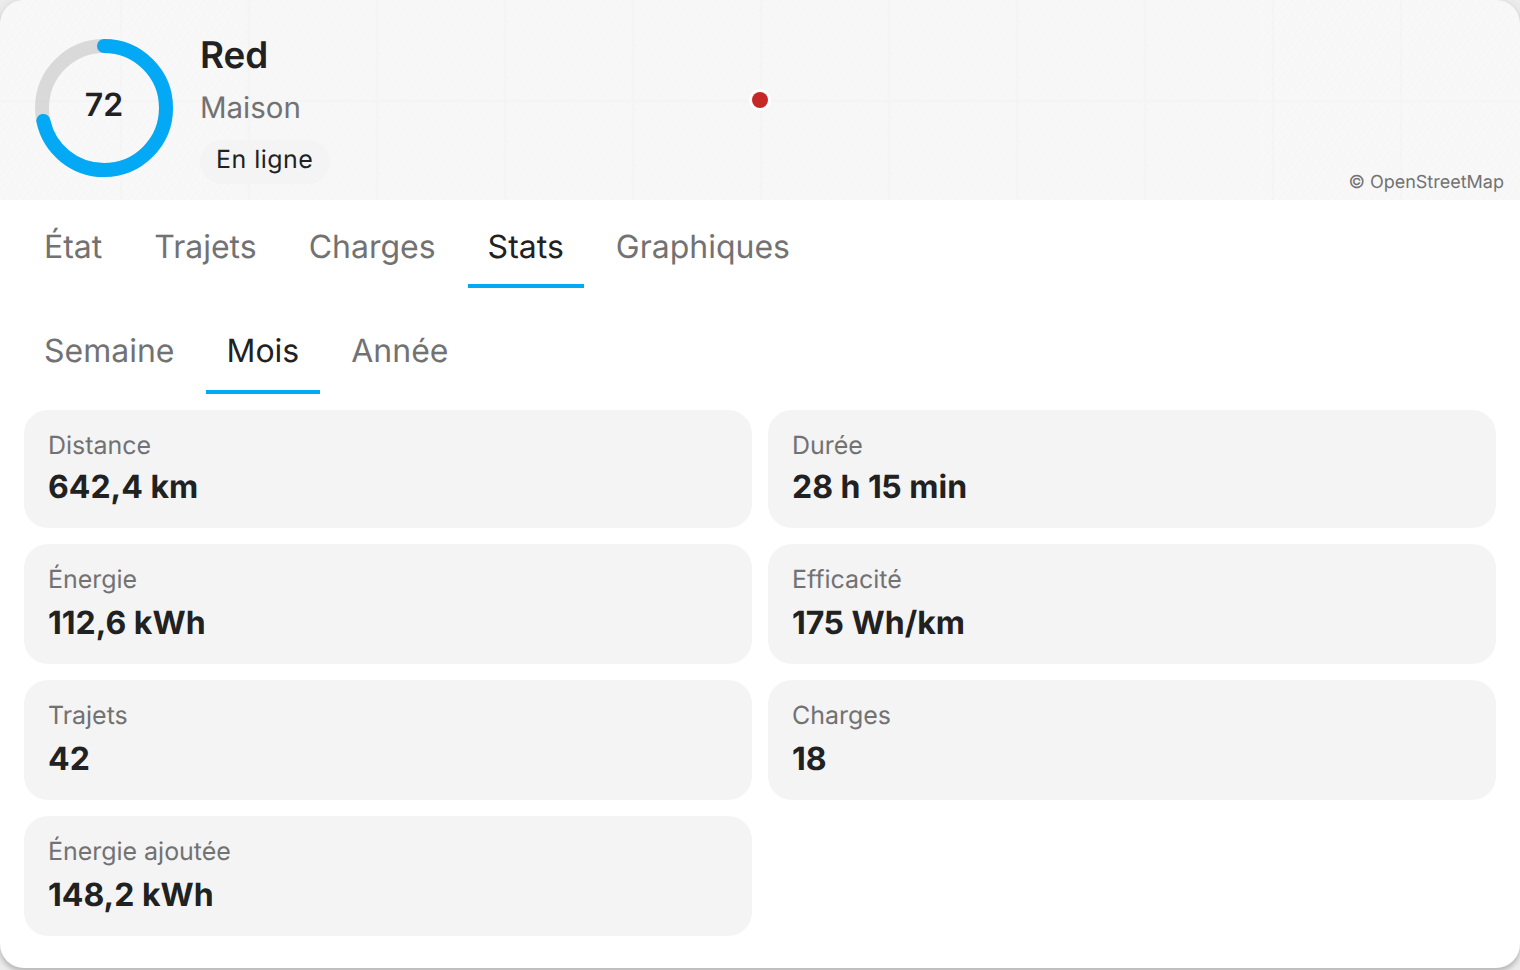 72
Red
Maison
En ligne
© OpenStreetMap
État Trajets Charges Stats Graphiques
Semaine Mois Année
Distance
642,4 km
Durée
28 h 15 min
Énergie
112,6 kWh
Efficacité
175 Wh/km
Trajets
42
Charges
18
Énergie ajoutée
148,2 kWh